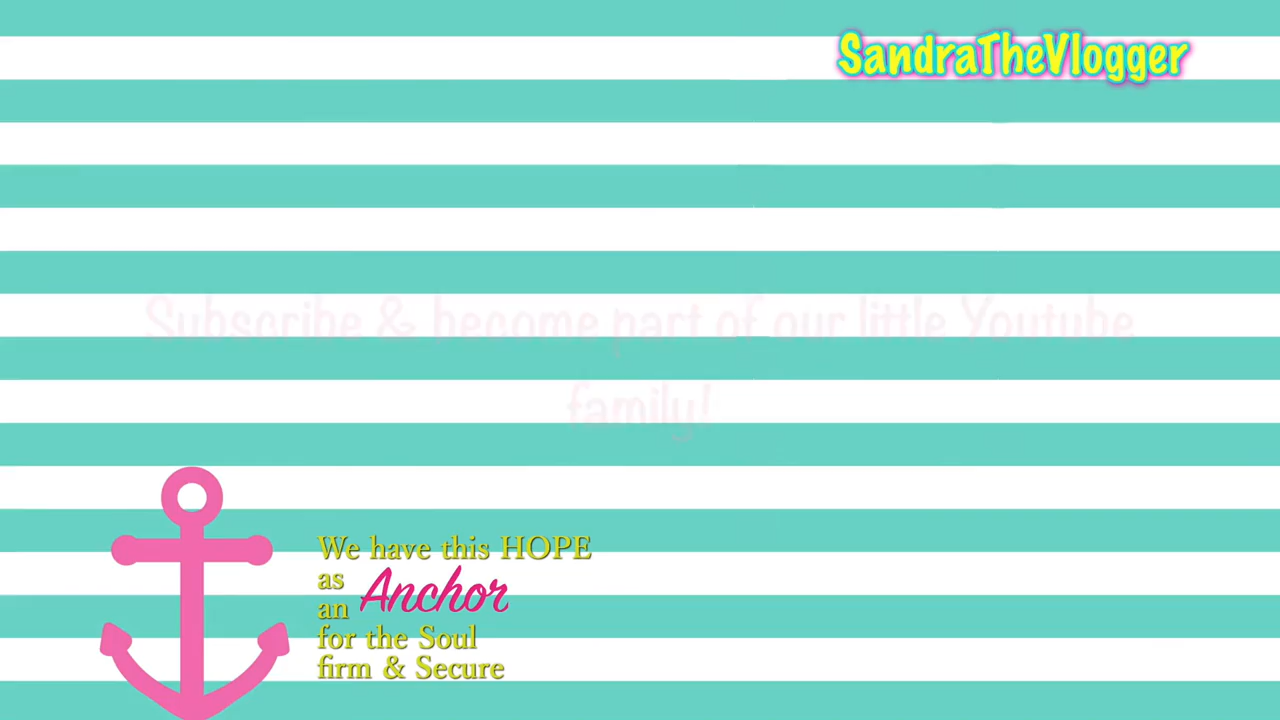 SandraTheVlogger
Subscribe & become part of our little Youtube
family!
We have this HOPE
as
an Anchor
for the Soul
firm & Secure